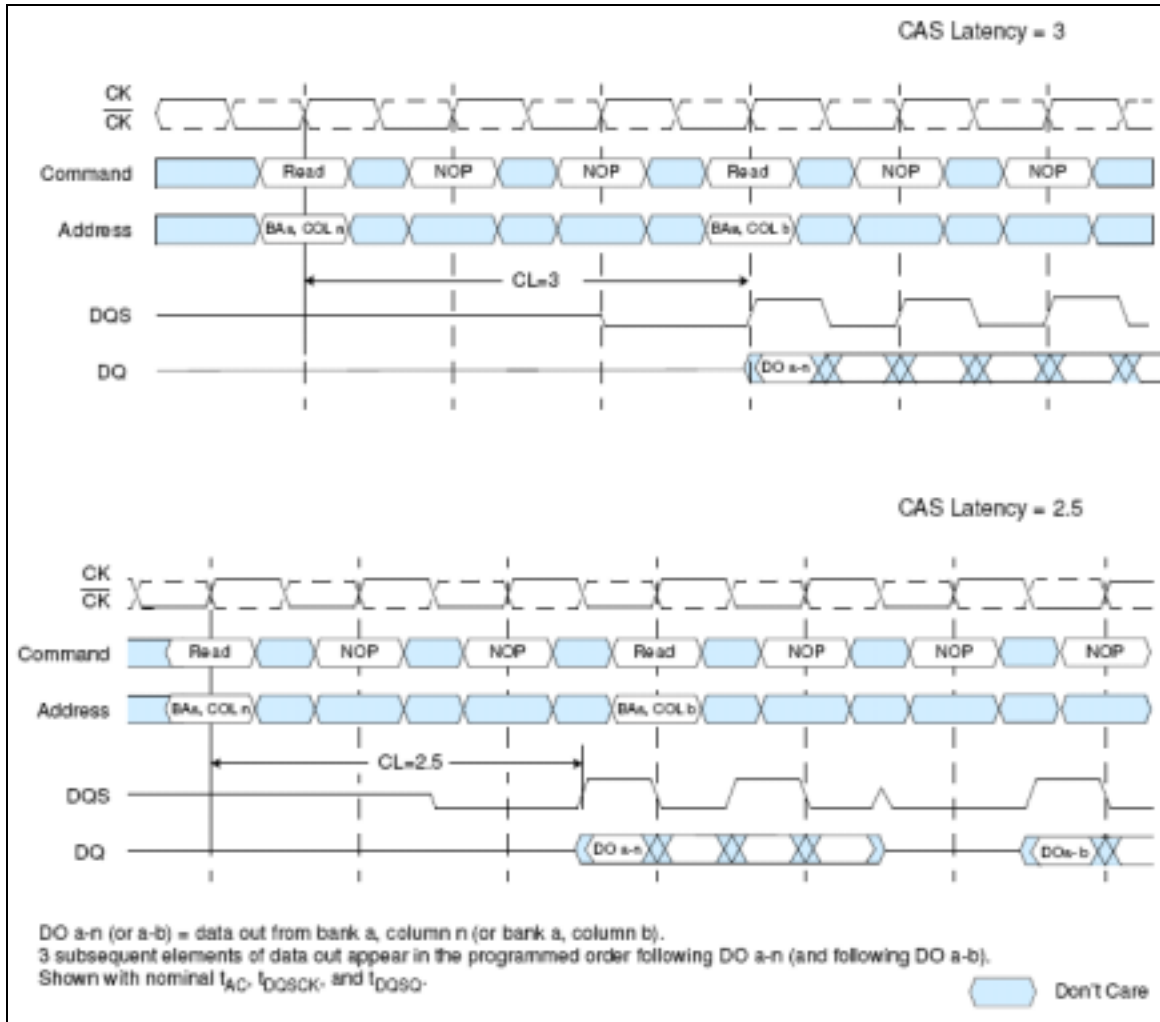 CAS Latency = 3
CK
CK
Command Read NOP NOP Read NOP NOP
Address BAa, COL n BAa, COL b
CL=3
DQS
DQ DO a-n
CAS Latency = 2.5
CK
CK
Command Read NOP NOP Read NOP NOP NOP
Address BAa, COL n BAa, COL b
CL=2.5
DQS
DQ DO a-n DOa- b
DO a-n (or a-b) = data out from bank a, column n (or bank a, column b).
3 subsequent elements of data out appear in the programmed order following DO a-n (and following DO a-b).
Shown with nominal tAC, tDQSCK, and tDQSQ.
Don't Care